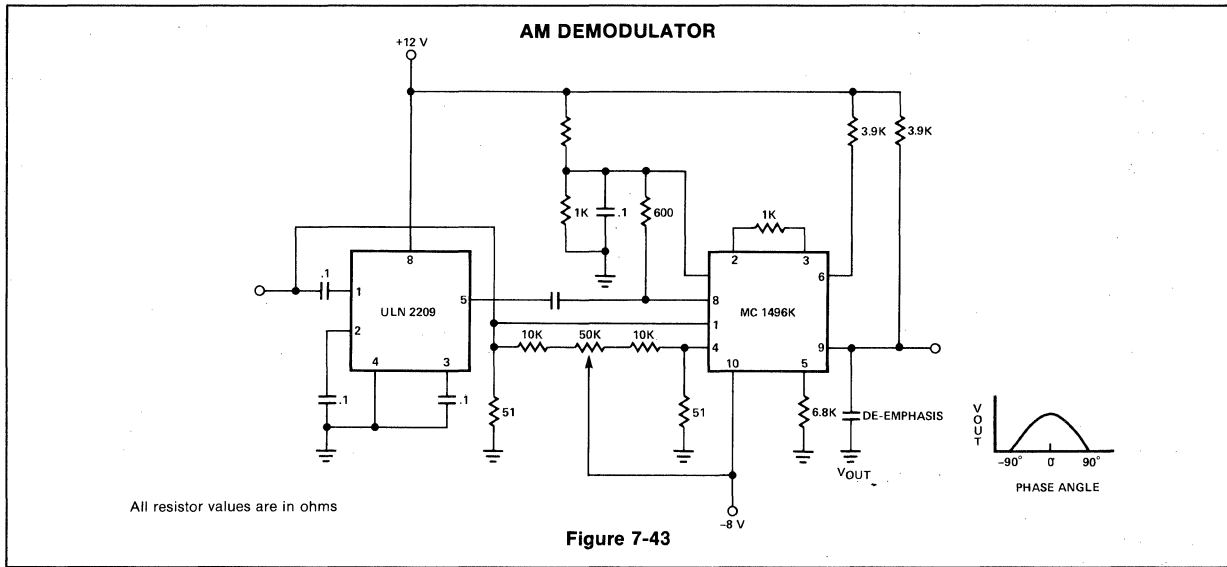 AM DEMODULATOR
+12 V
3.9K
3.9K
1K
.1
600
1K
2
3
6
8
.1
1
5
ULN 2209
8
MC 1496K
1
2
10K
50K
10K
4
9
4
3
10
5
.1
.1
51
51
6.8K
DE-EMPHASIS
VOUT
VOUT
-90°
0
90°
PHASE ANGLE
All resistor values are in ohms
-8 V
Figure 7-43